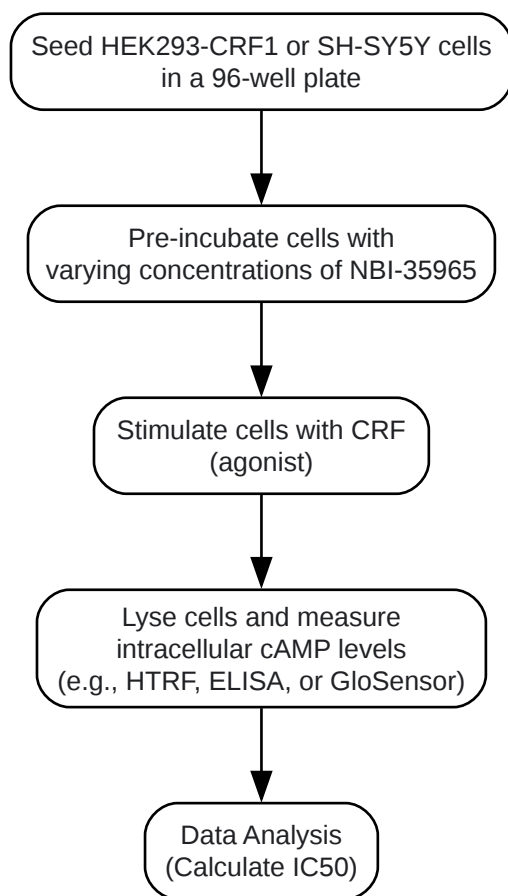 Seed HEK293-CRF1 or SH-SY5Y cells
in a 96-well plate
Pre-incubate cells with
varying concentrations of NBI-35965
Stimulate cells with CRF
(agonist)
Lyse cells and measure
intracellular cAMP levels
(e.g., HTRF, ELISA, or GloSensor)
Data Analysis
(Calculate IC50)